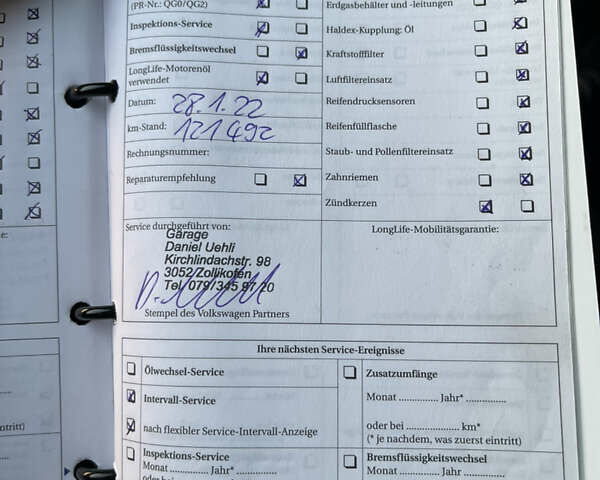 (PR-Nr.: QG0/QG2)
Inspektions-Service
Bremsflüssigkeitswechsel
LongLife-Motorenöl
verwendet
Datum: 28.1.22
km-Stand: 121492
Rechnungsnummer:
Reparaturempfehlung
Erdgasbehälter und -leitungen
Haldex-Kupplung: Öl
Kraftstofffilter
Luftfiltereinsatz
Reifendrucksensoren
Reifenfüllflasche
Staub- und Pollenfiltereinsatz
Zahnriemen
Zündkerzen
Service durchgeführt von:
Garage
Daniel Uehli
Kirchlindachstr. 98
3052 Zollikofen
Tel. 079/345 97 20
Stempel des Volkswagen Partners
LongLife-Mobilitätsgarantie:
Ihre nächsten Service-Ereignisse
Ölwechsel-Service
Intervall-Service
nach flexibler Service-Intervall-Anzeige
Inspektions-Service
Monat ............... Jahr*
Zusatzumfänge
Monat ............... Jahr* ...............
oder bei ............... km*
(* je nachdem, was zuerst eintritt)
Bremsflüssigkeitswechsel
Monat ............... Jahr ...............